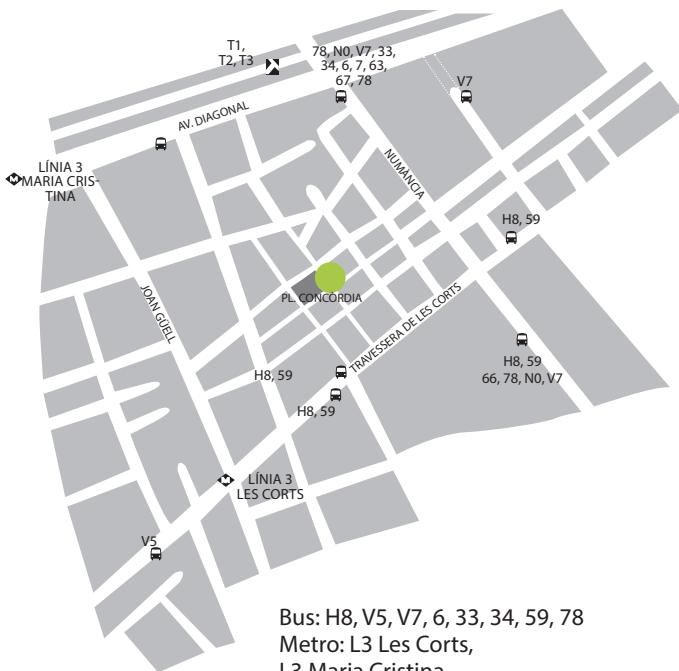 T1,
T2, T3
78, N0, V7, 33,
34, 6, 7, 63,
67, 78
V7
AV. DIAGONAL
NUMÀNCIA
LÍNIA 3
MARIA CRIS-
TINA
H8, 59
PL. CONCÒRDIA
JOAN GÜELL
TRAVESSERA DE LES CORTS
H8, 59
66, 78, N0, V7
H8, 59
H8, 59
LÍNIA 3
LES CORTS
V5
Bus: H8, V5, V7, 6, 33, 34, 59, 78
Metro: L3 Les Corts,
L3 Maria Cristina